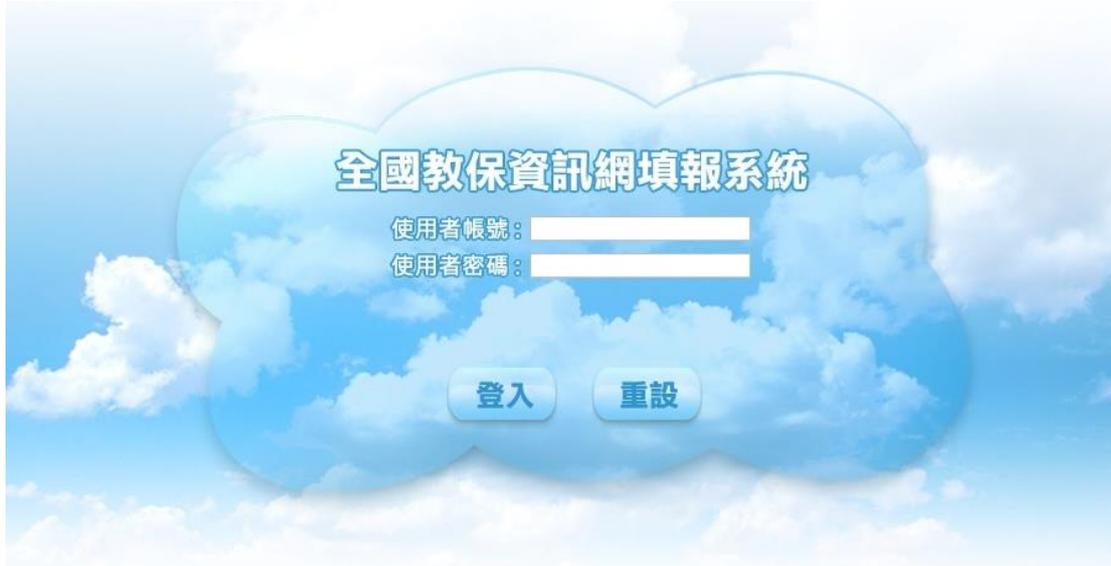 全國教保資訊網填報系統
使用者帳號：
使用者密碼：
登入 重設